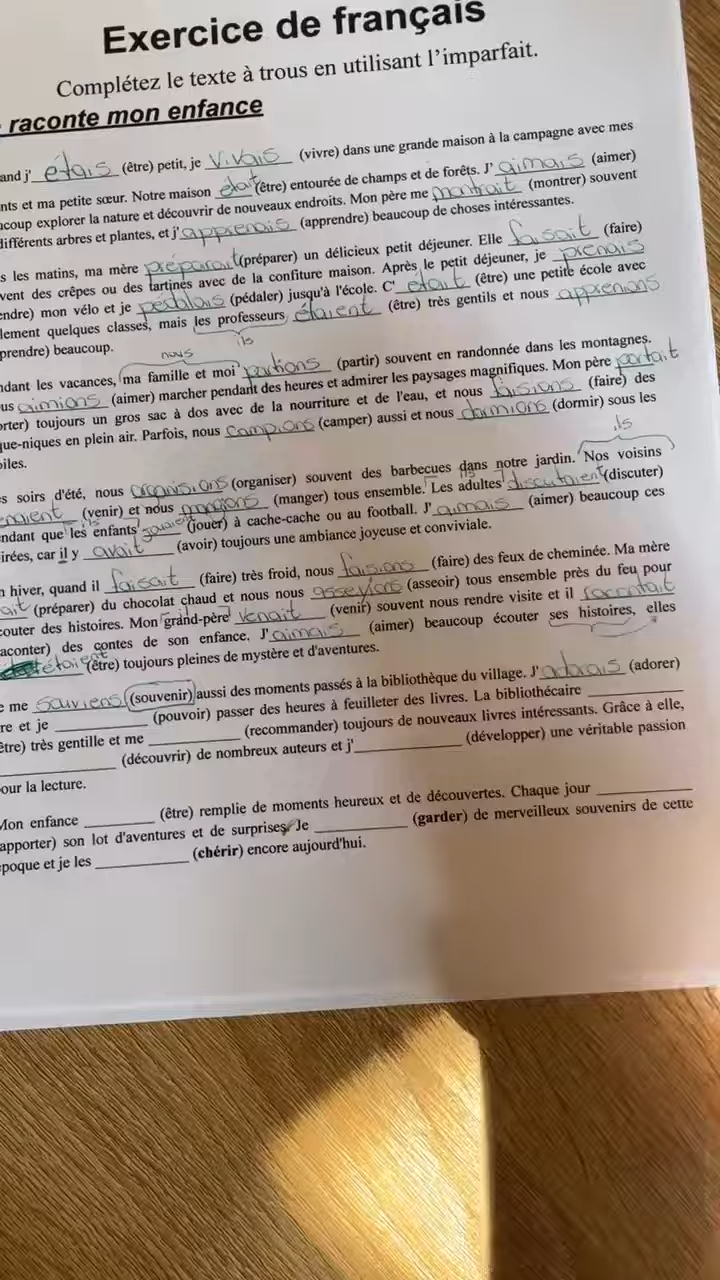 Exercice de français
Complétez le texte à trous en utilisant l'imparfait.
raconte mon enfance
and j' étais (être) petit, je vivais (vivre) dans une grande maison à la campagne avec mes
nts et ma petite sœur. Notre maison était (être) entourée de champs et de forêts. J' aimais (aimer)
ucoup explorer la nature et découvrir de nouveaux endroits. Mon père me montrait (montrer) souvent
différents arbres et plantes, et j' apprenais (apprendre) beaucoup de choses intéressantes.
s les matins, ma mère préparait (préparer) un délicieux petit déjeuner. Elle faisait (faire)
vent des crêpes ou des tartines avec de la confiture maison. Après le petit déjeuner, je prenais
endre) mon vélo et je pédalais (pédaler) jusqu'à l'école. C' était (être) une petite école avec
lement quelques classes, mais les professeurs étaient (être) très gentils et nous apprenions
prendre) beaucoup.
ils
nous
ndant les vacances, ma famille et moi partions (partir) souvent en randonnée dans les montagnes.
us aimions (aimer) marcher pendant des heures et admirer les paysages magnifiques. Mon père portait
orter) toujours un gros sac à dos avec de la nourriture et de l'eau, et nous faisions (faire) des
que-niques en plein air. Parfois, nous campions (camper) aussi et nous dormions (dormir) sous les
oiles.
ils
s soirs d'été, nous organisions (organiser) souvent des barbecues dans notre jardin. Nos voisins
enaient (venir) et nous mangions (manger) tous ensemble. Les adultes ils discutaient (discuter)
ndant que les enfants ils jouaient (jouer) à cache-cache ou au football. J' aimais (aimer) beaucoup ces
irées, car il y avait (avoir) toujours une ambiance joyeuse et conviviale.
n hiver, quand il faisait (faire) très froid, nous faisions (faire) des feux de cheminée. Ma mère
ait (préparer) du chocolat chaud et nous nous asseyions (asseoir) tous ensemble près du feu pour
couter des histoires. Mon grand-père venait (venir) souvent nous rendre visite et il racontait
aconter) des contes de son enfance. J' aimais (aimer) beaucoup écouter ses histoires, elles
étaient (être) toujours pleines de mystère et d'aventures.
e me souviens (souvenir) aussi des moments passés à la bibliothèque du village. J' adorais (adorer)
re et je ______ (pouvoir) passer des heures à feuilleter des livres. La bibliothécaire ______
être) très gentille et me ______ (recommander) toujours de nouveaux livres intéressants. Grâce à elle,
______ (découvrir) de nombreux auteurs et j' ______ (développer) une véritable passion
our la lecture.
Mon enfance ______ (être) remplie de moments heureux et de découvertes. Chaque jour ______
apporter) son lot d'aventures et de surprises. Je ______ (garder) de merveilleux souvenirs de cette
poque et je les ______ (chérir) encore aujourd'hui.